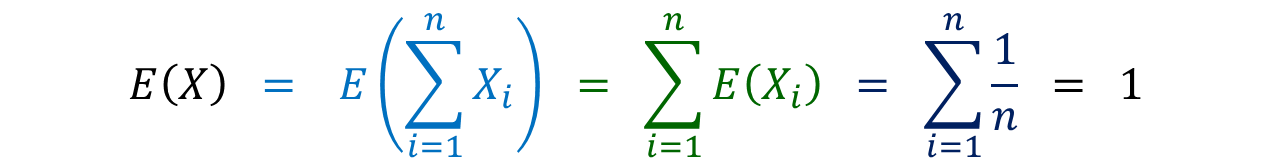 E(X) = E(∑_{i=1}^{n} X_i) = ∑_{i=1}^{n} E(X_i) = ∑_{i=1}^{n} 1/n = 1